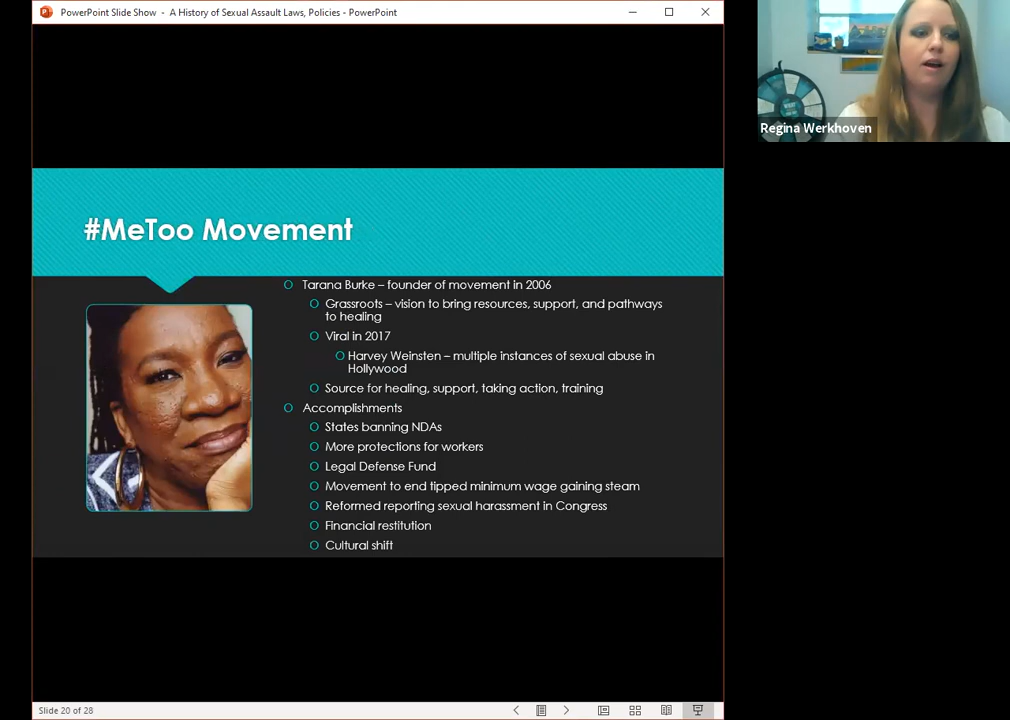 PowerPoint Slide Show - A History of Sexual Assault Laws, Policies - PowerPoint
Regina Werkhoven
#MeToo Movement
Tarana Burke – founder of movement in 2006
Grassroots – vision to bring resources, support, and pathways
to healing
Viral in 2017
Harvey Weinsten – multiple instances of sexual abuse in
Hollywood
Source for healing, support, taking action, training
Accomplishments
States banning NDAs
More protections for workers
Legal Defense Fund
Movement to end tipped minimum wage gaining steam
Reformed reporting sexual harassment in Congress
Financial restitution
Cultural shift
Slide 20 of 28